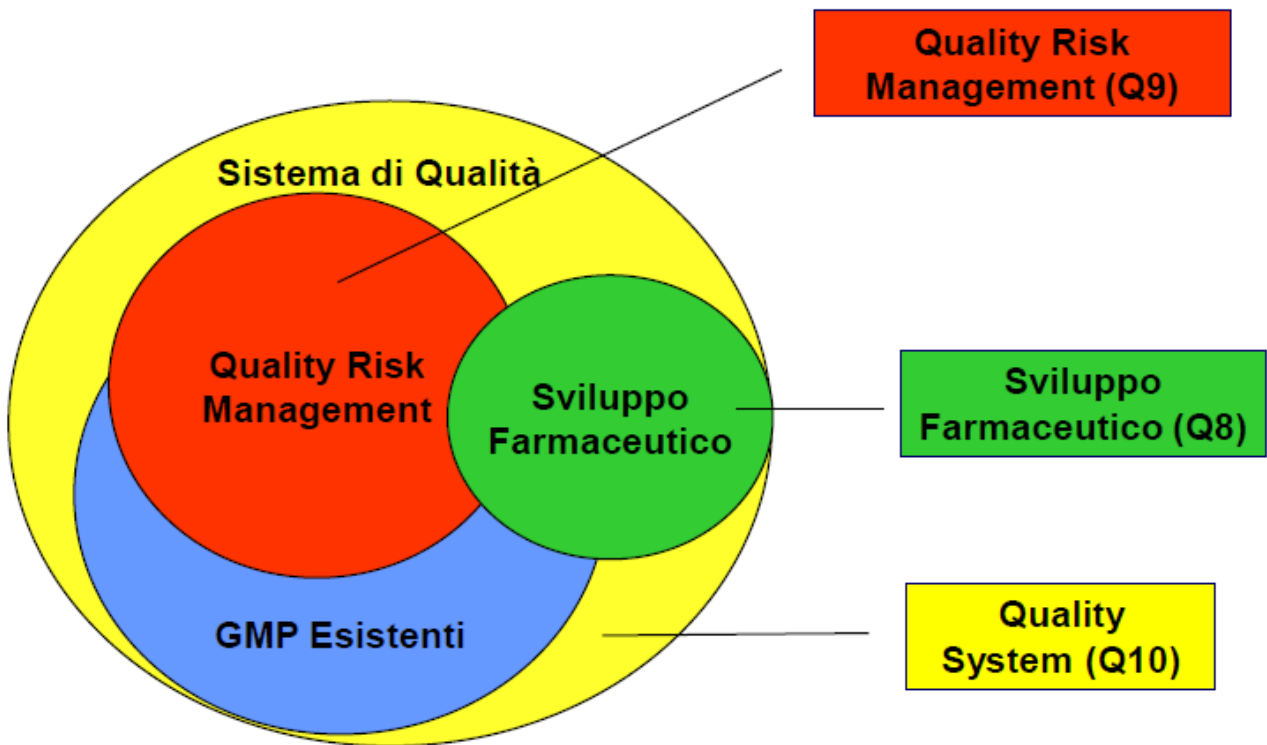 Quality Risk
Management (Q9)
Sistema di Qualità
Quality Risk
Management
Sviluppo
Farmaceutico
Sviluppo
Farmaceutico (Q8)
GMP Esistenti
Quality
System (Q10)